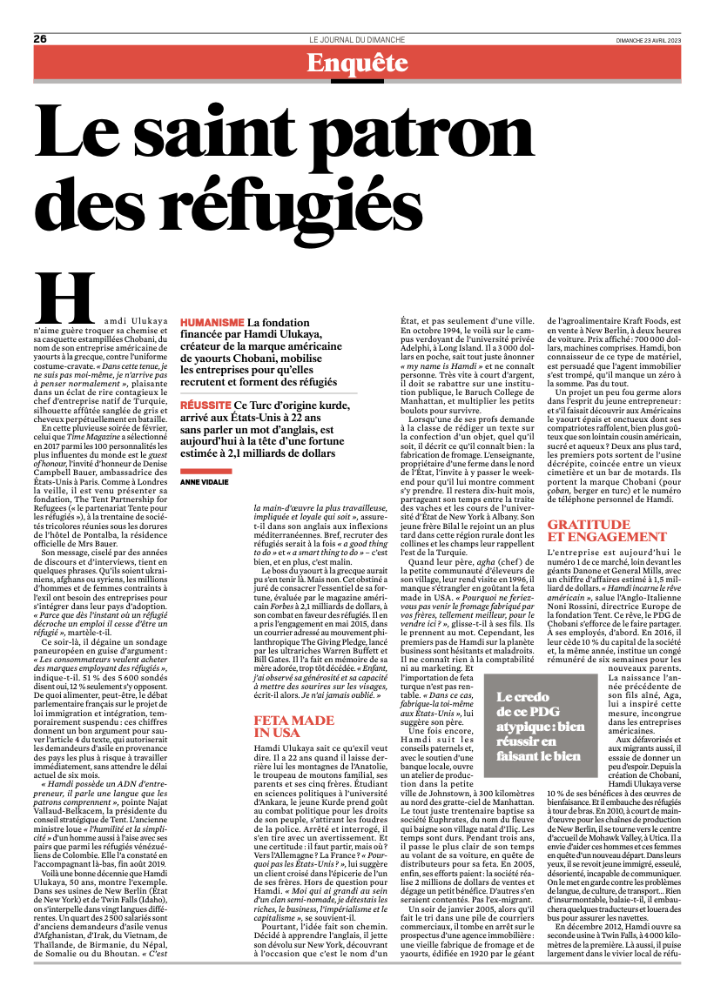 26
LE JOURNAL DU DIMANCHE
DIMANCHE 23 AVRIL 2023
Enquête
Le saint patron
des réfugiés
Hamdi Ulukaya
n'aime guère troquer sa chemise et
sa casquette estampillées Chobani, du
nom de son entreprise américaine de
yaourts à la grecque, contre l'uniforme
costume-cravate. « Dans cette tenue, je
ne suis pas moi-même, je n'arrive pas
à penser normalement », plaisante
dans un éclat de rire contagieux le
chef d'entreprise natif de Turquie,
silhouette affûtée sanglée de gris et
cheveux perpétuellement en bataille.
En cette pluvieuse soirée de février,
celui que Time Magazine a sélectionné
en 2017 parmi les 100 personnalités les
plus influentes du monde est le guest
of honour, l'invité d'honneur de Denise
Campbell Bauer, ambassadrice des
États-Unis à Paris. Comme à Londres
la veille, il est venu présenter sa
fondation, The Tent Partnership for
Refugees (« le partenariat Tente pour
les réfugiés »), à la trentaine de socié-
tés tricolores réunies sous les dorures
de l'hôtel de Pontalba, la résidence
officielle de Mrs Bauer.
Son message, ciselé par des années
de discours et d'interviews, tient en
quelques phrases. Qu'ils soient ukrai-
niens, afghans ou syriens, les millions
d'hommes et de femmes contraints à
l'exil ont besoin des entreprises pour
s'intégrer dans leur pays d'adoption.
« Parce que dès l'instant où un réfugié
décroche un emploi il cesse d'être un
réfugié », martèle-t-il.
Ce soir-là, il dégaine un sondage
paneuropéen en guise d'argument :
« Les consommateurs veulent acheter
des marques employant des réfugiés »,
indique-t-il. 51 % des 5 600 sondés
disent oui, 12 % seulement s'y opposent.
De quoi alimenter, peut-être, le débat
parlementaire français sur le projet de
loi immigration et intégration, tem-
porairement suspendu : ces chiffres
donnent un bon argument pour sau-
ver l'article 4 du texte, qui autoriserait
les demandeurs d'asile en provenance
des pays les plus à risque à travailler
immédiatement, sans attendre le délai
actuel de six mois.
« Hamdi possède un ADN d'entre-
preneur, il parle une langue que les
patrons comprennent », pointe Najat
Vallaud-Belkacem, la présidente du
conseil stratégique de Tent. L'ancienne
ministre loue « l'humilité et la simpli-
cité » d'un homme aussi à l'aise avec ses
pairs que parmi les réfugiés vénézué-
liens de Colombie. Elle l'a constaté en
l'accompagnant là-bas, fin août 2019.
Voilà une bonne décennie que Hamdi
Ulukaya, 50 ans, montre l'exemple.
Dans ses usines de New Berlin (État
de New York) et de Twin Falls (Idaho),
on s'interpelle dans vingt langues diffé-
rentes. Un quart des 2 500 salariés sont
d'anciens demandeurs d'asile venus
d'Afghanistan, d'Irak, du Vietnam, de
Thaïlande, de Birmanie, du Népal,
de Somalie ou du Bhoutan. « C'est
HUMANISME La fondation
financée par Hamdi Ulukaya,
créateur de la marque américaine
de yaourts Chobani, mobilise
les entreprises pour qu'elles
recrutent et forment des réfugiés
RÉUSSITE Ce Turc d'origine kurde,
arrivé aux États-Unis à 22 ans
sans parler un mot d'anglais, est
aujourd'hui à la tête d'une fortune
estimée à 2,1 milliards de dollars
ANNE VIDALIE
la main-d'œuvre la plus travailleuse,
impliquée et loyale qui soit », assure-
t-il dans son anglais aux inflexions
méditerranéennes. Bref, recruter des
réfugiés serait à la fois « a good thing
to do » et « a smart thing to do » – c'est
bien, et en plus, c'est malin.
Le boss du yaourt à la grecque aurait
pu s'en tenir là. Mais non. Cet obstiné a
juré de consacrer l'essentiel de sa for-
tune, évaluée par le magazine améri-
cain Forbes à 2,1 milliards de dollars, à
son combat en faveur des réfugiés. Il en
a pris l'engagement en mai 2015, dans
un courrier adressé au mouvement phi-
lanthropique The Giving Pledge, lancé
par les ultrariches Warren Buffett et
Bill Gates. Il l'a fait en mémoire de sa
mère adorée, trop tôt décédée. « Enfant,
j'ai observé sa générosité et sa capacité
à mettre des sourires sur les visages,
écrit-il alors. Je n'ai jamais oublié. »
FETA MADE
IN USA
Hamdi Ulukaya sait ce qu'exil veut
dire. Il a 22 ans quand il laisse der-
rière lui les montagnes de l'Anatolie,
le troupeau de moutons familial, ses
parents et ses cinq frères. Étudiant
en sciences politiques à l'université
d'Ankara, le jeune Kurde prend goût
au combat politique pour les droits
de son peuple, s'attirant les foudres
de la police. Arrêté et interrogé, il
s'en tire avec un avertissement. Et
une certitude : il faut partir, mais où ?
Vers l'Allemagne ? La France ? « Pour-
quoi pas les États-Unis ? », lui suggère
un client croisé dans l'épicerie de l'un
de ses frères. Hors de question pour
Hamdi. « Moi qui ai grandi au sein
d'un clan semi-nomade, je détestais les
riches, le business, l'impérialisme et le
capitalisme », se souvient-il.
Pourtant, l'idée fait son chemin.
Décidé à apprendre l'anglais, il jette
son dévolu sur New York, découvrant
à l'occasion que c'est le nom d'un
État, et pas seulement d'une ville.
En octobre 1994, le voilà sur le cam-
pus verdoyant de l'université privée
Adelphi, à Long Island. Il a 3 000 dol-
lars en poche, sait tout juste ânonner
« my name is Hamdi » et ne connaît
personne. Très vite à court d'argent,
il doit se rabattre sur une institu-
tion publique, le Baruch College de
Manhattan, et multiplier les petits
boulots pour survivre.
Lorsqu'une de ses profs demande
à la classe de rédiger un texte sur
la confection d'un objet, quel qu'il
soit, il décrit ce qu'il connaît bien : la
fabrication de fromage. L'enseignante,
propriétaire d'une ferme dans le nord
de l'État, l'invite à y passer le week-
end pour qu'il lui montre comment
s'y prendre. Il restera dix-huit mois,
partageant son temps entre la traite
des vaches et les cours de l'univer-
sité d'État de New York à Albany. Son
jeune frère Bilal le rejoint un an plus
tard dans cette région rurale dont les
collines et les champs leur rappellent
l'est de la Turquie.
Quand leur père, agha (chef) de
la petite communauté d'éleveurs de
son village, leur rend visite en 1996, il
manque s'étrangler en goûtant la feta
made in USA. « Pourquoi ne feriez-
vous pas venir le fromage fabriqué par
vos frères, tellement meilleur, pour le
vendre ici ? », glisse-t-il à ses fils. Ils
le prennent au mot. Cependant, les
premiers pas de Hamdi sur la planète
business sont hésitants et maladroits.
Il ne connaît rien à la comptabilité
ni au marketing. Et
l'importation de feta
turque n'est pas ren-
table. « Dans ce cas,
fabrique-la toi-même
aux États-Unis », lui
suggère son père.
Une fois encore,
Hamdi suit les
conseils paternels et,
avec le soutien d'une
banque locale, ouvre
un atelier de produc-
tion dans la petite
ville de Johnstown, à 300 kilomètres
au nord des gratte-ciel de Manhattan.
Le tout juste trentenaire baptise sa
société Euphrates, du nom du fleuve
qui baigne son village natal d'Iliç. Les
temps sont durs. Pendant trois ans,
il passe le plus clair de son temps
au volant de sa voiture, en quête de
distributeurs pour sa feta. En 2005,
enfin, ses efforts paient : la société réa-
lise 2 millions de dollars de ventes et
dégage un petit bénéfice. D'autres s'en
seraient contentés. Pas l'ex-migrant.
Un soir de janvier 2005, alors qu'il
fait le tri dans une pile de courriers
commerciaux, il tombe en arrêt sur le
prospectus d'une agence immobilière :
une vieille fabrique de fromage et de
yaourts, édifiée en 1920 par le géant
de l'agroalimentaire Kraft Foods, est
en vente à New Berlin, à deux heures
de voiture. Prix affiché : 700 000 dol-
lars, machines comprises. Hamdi, bon
connaisseur de ce type de matériel,
est persuadé que l'agent immobilier
s'est trompé, qu'il manque un zéro à
la somme. Pas du tout.
Un projet un peu fou germe alors
dans l'esprit du jeune entrepreneur :
et s'il faisait découvrir aux Américains
le yaourt épais et onctueux dont ses
compatriotes raffolent, bien plus goû-
teux que son lointain cousin américain,
sucré et aqueux ? Deux ans plus tard,
les premiers pots sortent de l'usine
décrépite, coincée entre un vieux
cimetière et un bar de motards. Ils
portent la marque Chobani (pour
çoban, berger en turc) et le numéro
de téléphone personnel de Hamdi.
GRATITUDE
ET ENGAGEMENT
L'entreprise est aujourd'hui le
numéro 1 de ce marché, loin devant les
géants Danone et General Mills, avec
un chiffre d'affaires estimé à 1,5 mil-
liard de dollars. « Hamdi incarne le rêve
américain », salue l'Anglo-Italienne
Noni Rossini, directrice Europe de
la fondation Tent. Ce rêve, le PDG de
Chobani s'efforce de le faire partager.
À ses employés, d'abord. En 2016, il
leur cède 10 % du capital de la société
et, la même année, institue un congé
rémunéré de six semaines pour les
nouveaux parents.
La naissance l'an-
née précédente de
son fils aîné, Aga,
lui a inspiré cette
mesure, incongrue
dans les entreprises
américaines.
Aux défavorisés et
aux migrants aussi, il
essaie de donner un
peu d'espoir. Depuis la
création de Chobani,
Hamdi Ulukaya verse
10 % de ses bénéfices à des œuvres de
bienfaisance. Et il embauche des réfugiés
à tour de bras. En 2010, à court de main-
d'œuvre pour les chaînes de production
de New Berlin, il se tourne vers le centre
d'accueil de Mohawk Valley, à Utica. Il a
envie d'aider ces hommes et ces femmes
en quête d'un nouveau départ. Dans leurs
yeux, il se revoit jeune immigré, esseulé,
désorienté, incapable de communiquer.
On le met en garde contre les problèmes
de langue, de culture, de transport... Rien
d'insurmontable, balaie-t-il, il embau-
chera quelques traducteurs et louera des
bus pour assurer les navettes.
En décembre 2012, Hamdi ouvre sa
seconde usine à Twin Falls, à 4 000 kilo-
mètres de la première. Là aussi, il puise
largement dans le vivier local de réfu-
Le credo
de ce PDG
atypique : bien
réussir en
faisant le bien